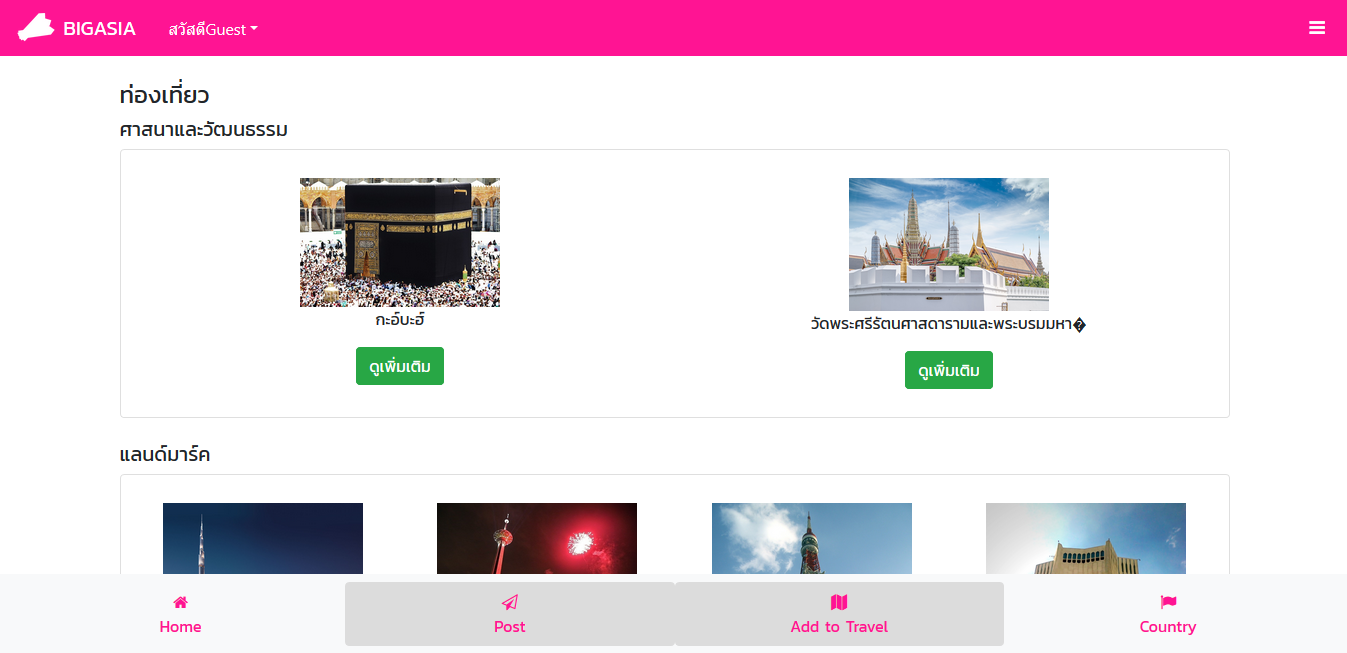 BIGASIA สวัสดีGuest
ท่องเที่ยว
ศาสนาและวัฒนธรรม
กะอ์บะฮ์
วัดพระศรีรัตนศาสดารามและพระบรมมหา�
ดูเพิ่มเติม
ดูเพิ่มเติม
แลนด์มาร์ค
Home
Post
Add to Travel
Country